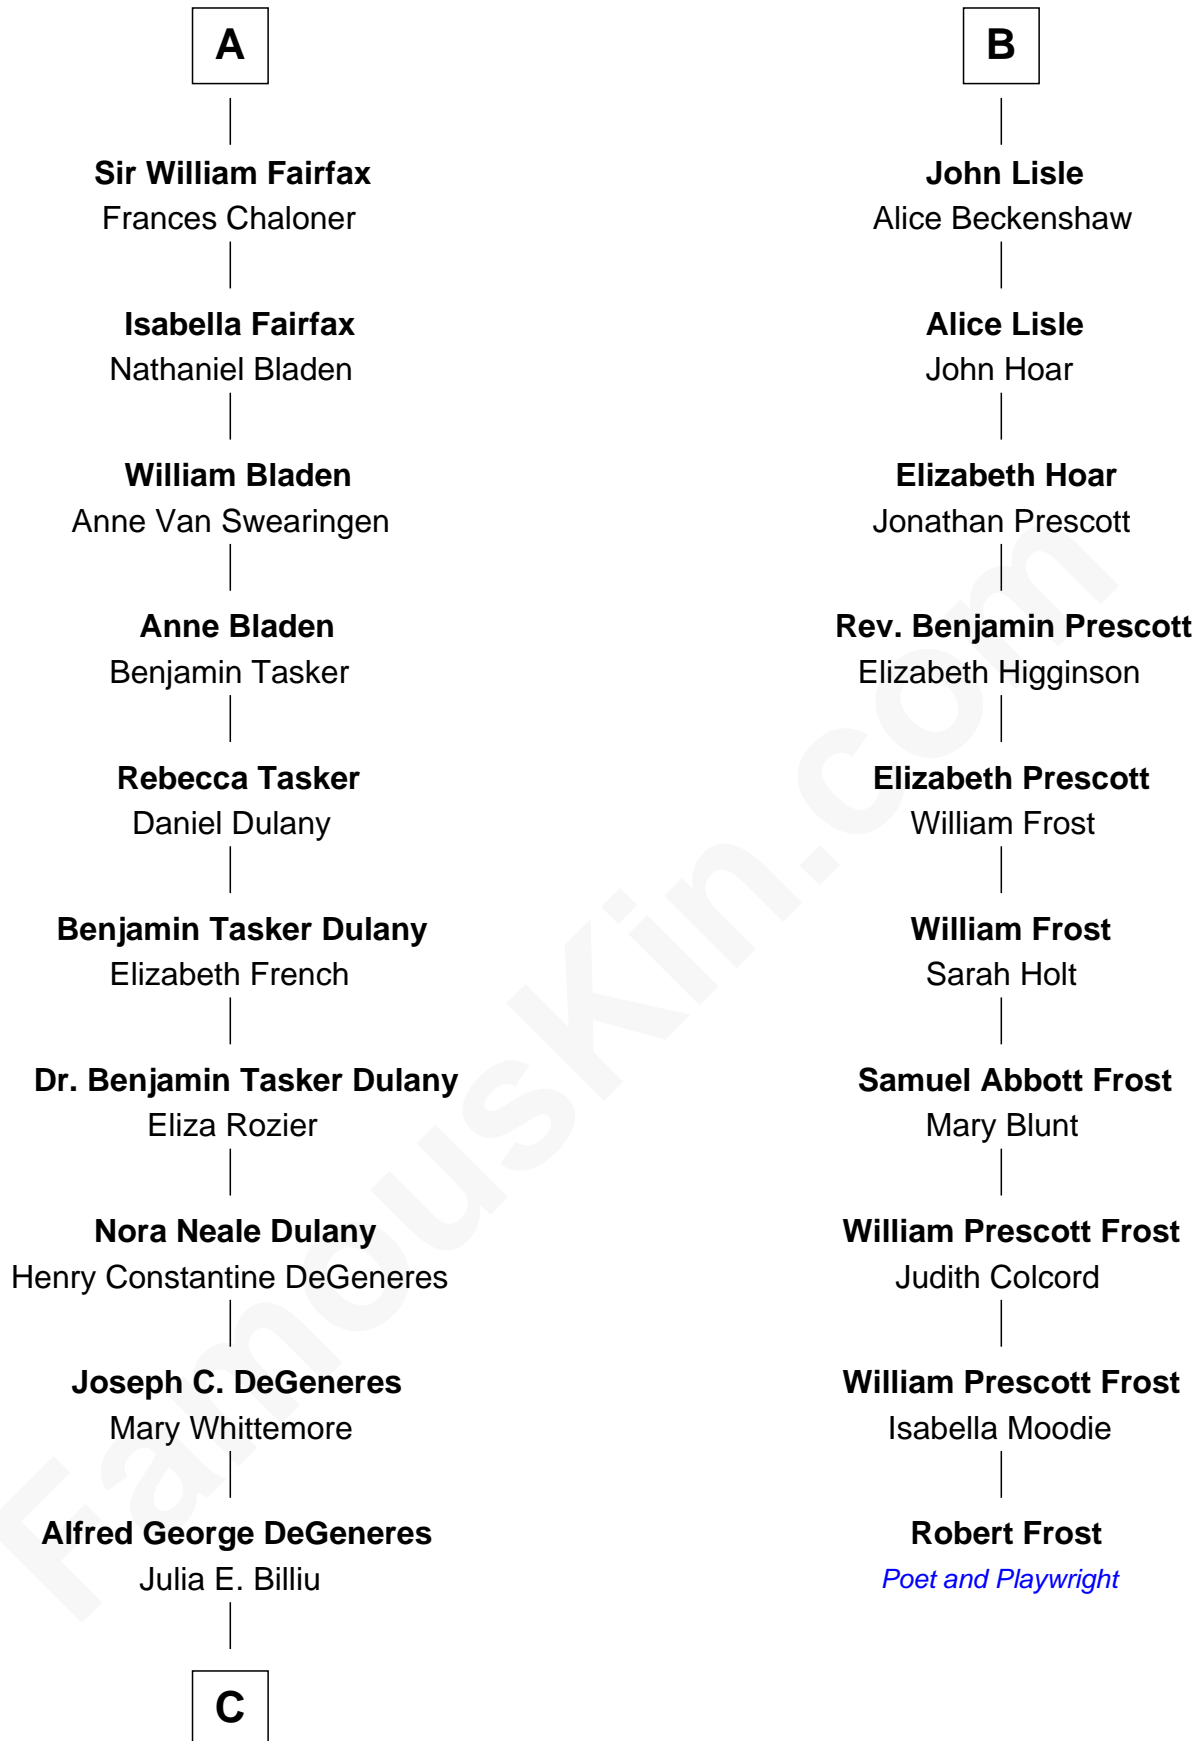 A
Sir William Fairfax
Frances Chaloner
Isabella Fairfax
Nathaniel Bladen
William Bladen
Anne Van Swearingen
Anne Bladen
Benjamin Tasker
Rebecca Tasker
Daniel Dulany
Benjamin Tasker Dulany
Elizabeth French
Dr. Benjamin Tasker Dulany
Eliza Rozier
Nora Neale Dulany
Henry Constantine DeGeneres
Joseph C. DeGeneres
Mary Whittemore
Alfred George DeGeneres
Julia E. Billiu
C
B
John Lisle
Alice Beckenshaw
Alice Lisle
John Hoar
Elizabeth Hoar
Jonathan Prescott
Rev. Benjamin Prescott
Elizabeth Higginson
Elizabeth Prescott
William Frost
William Frost
Sarah Holt
Samuel Abbott Frost
Mary Blunt
William Prescott Frost
Judith Colcord
William Prescott Frost
Isabella Moodie
Robert Frost
Poet and Playwright
FamousKin.com